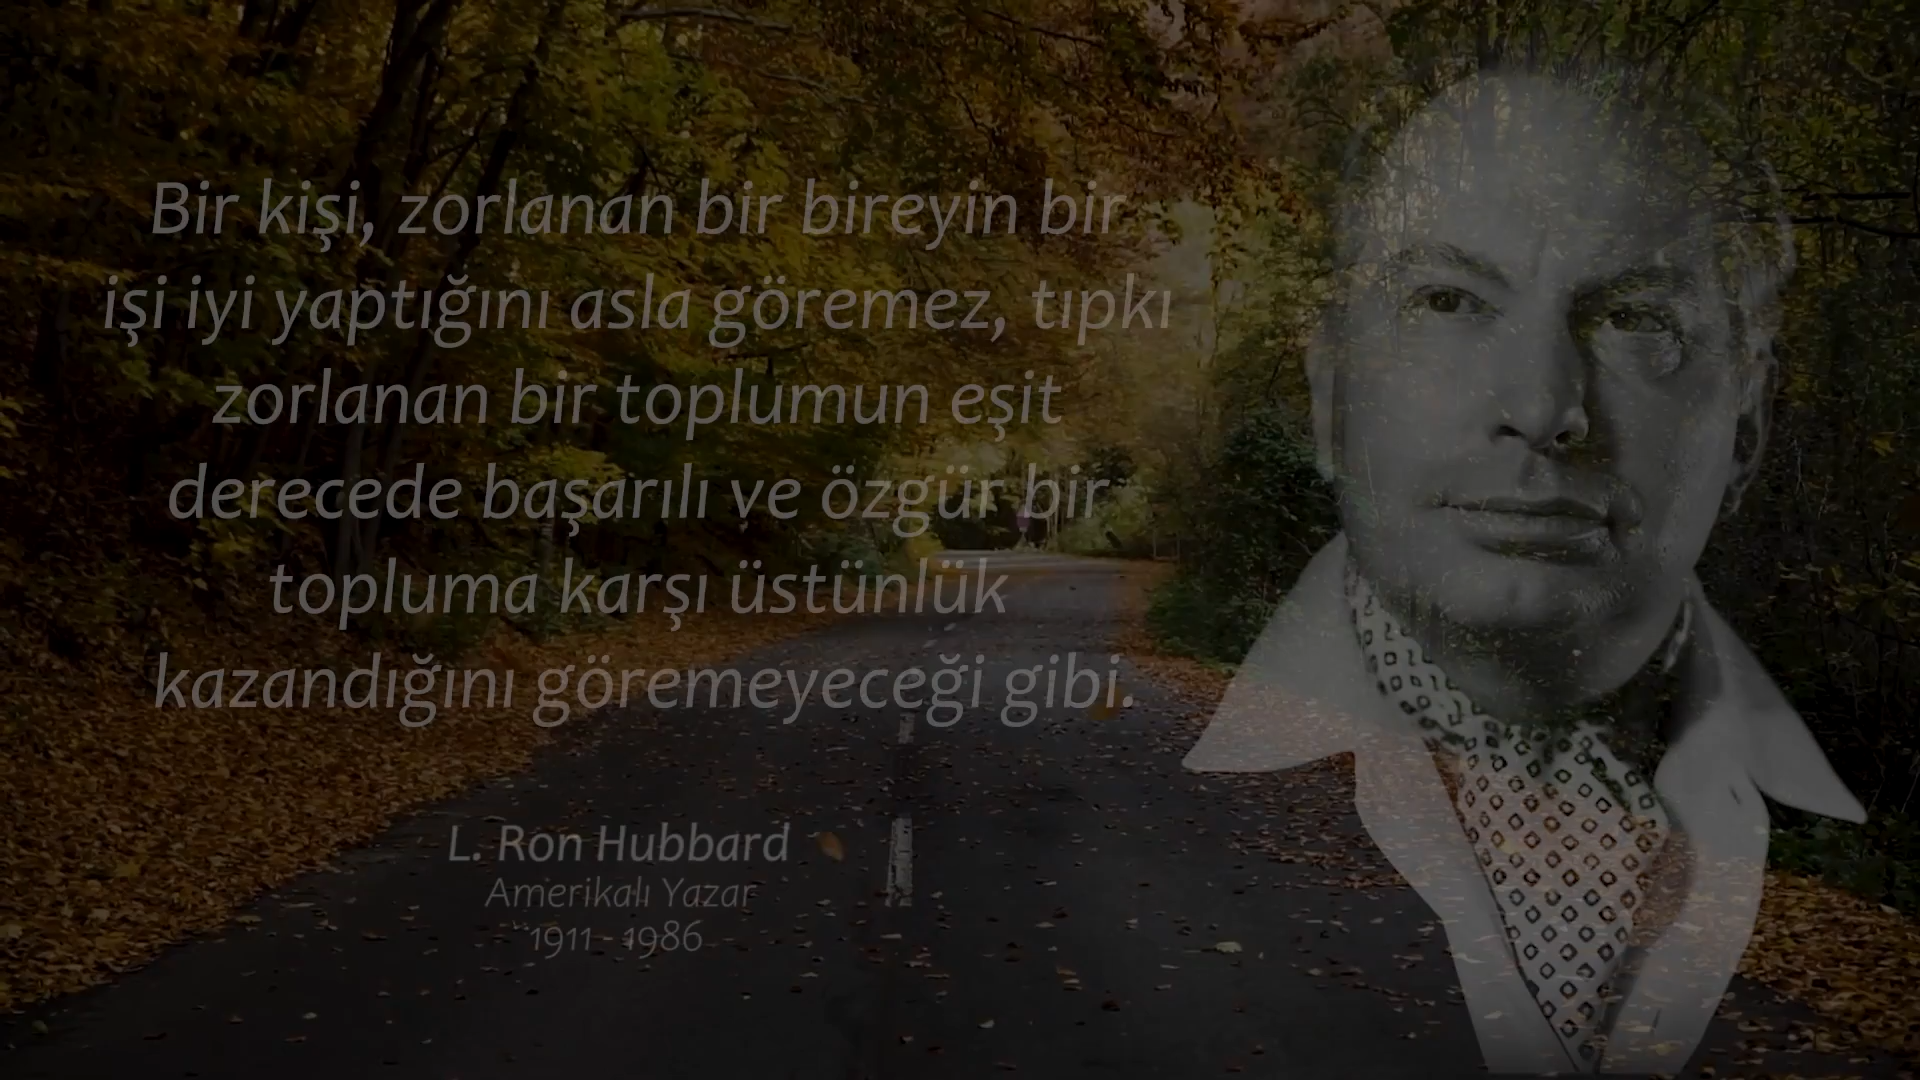 Bir kişi, zorlanan bir bireyin bir
işi iyi yaptığını asla göremez, tıpkı
zorlanan bir toplumun eşit
derecede başarılı ve özgür bir
topluma karşı üstünlük
kazandığını göremeyeceği gibi.
L. Ron Hubbard
Amerikalı Yazar
1911 - 1986